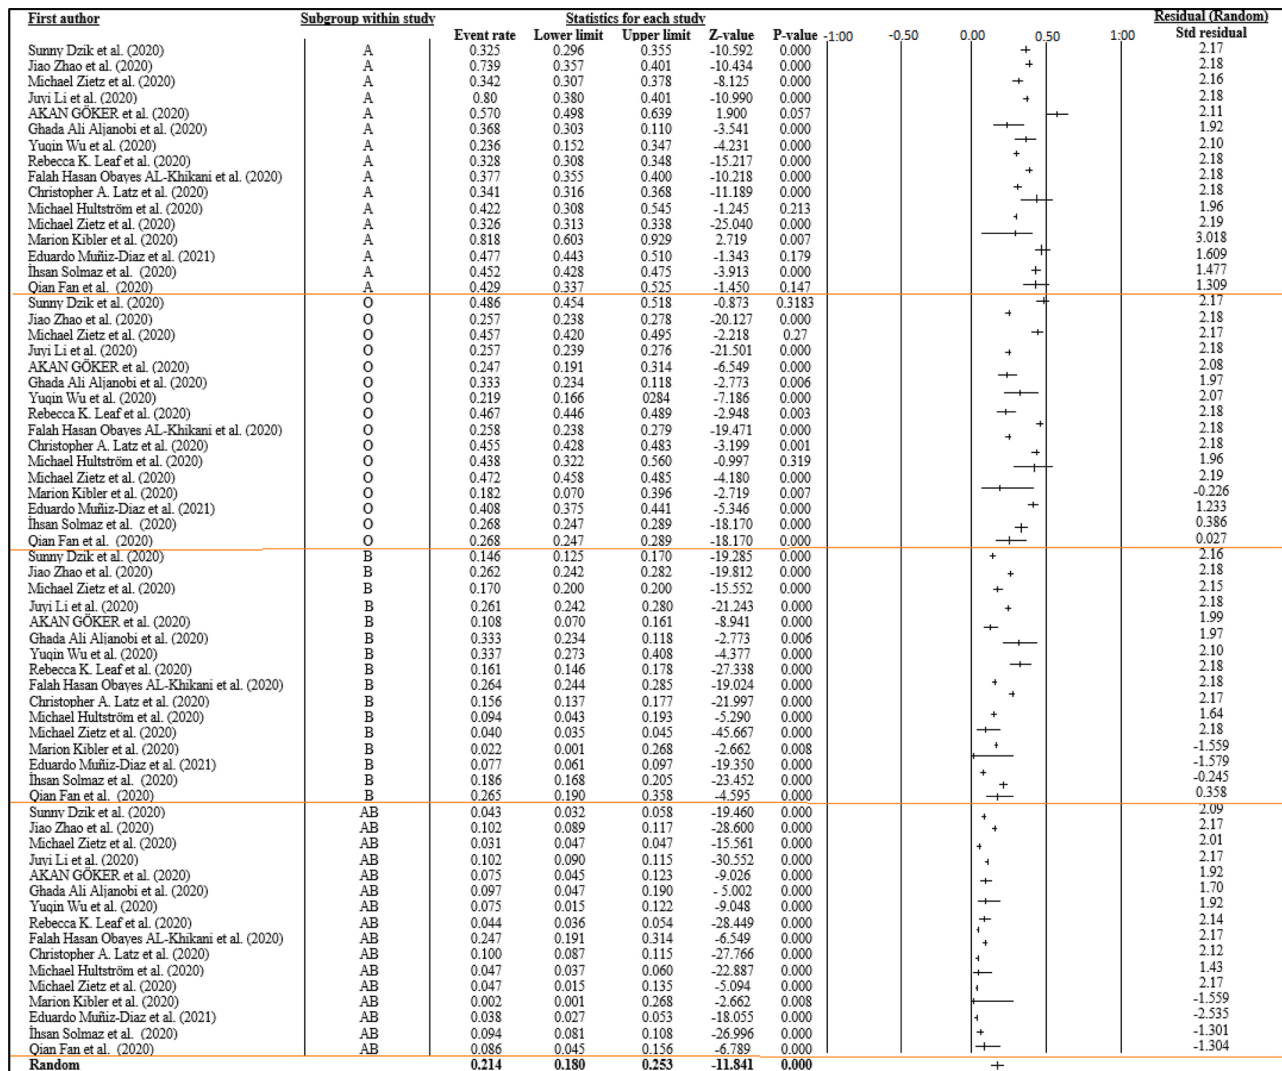 First author Subgroup within study Statistics for each study Residual (Random)
Event rate Lower limit Upper limit Z-value P-value -1:00 -0.50 0.00 0.50 1:00 Std residual
Sunny Dzik et al. (2020) A 0.325 0.296 0.355 -10.592 0.000 2.17
Jiao Zhao et al. (2020) A 0.739 0.357 0.401 -10.434 0.000 2.18
Michael Zietz et al. (2020) A 0.342 0.307 0.378 -8.125 0.000 2.16
Juyi Li et al. (2020) A 0.80 0.380 0.401 -10.990 0.000 2.18
AKAN GÖKER et al. (2020) A 0.570 0.498 0.639 1.900 0.057 2.11
Ghada Ali Aljanobi et al. (2020) A 0.368 0.303 0.110 -3.541 0.000 1.92
Yuqin Wu et al. (2020) A 0.236 0.152 0.347 -4.231 0.000 2.10
Rebecca K. Leaf et al. (2020) A 0.328 0.308 0.348 -15.217 0.000 2.18
Falah Hasan Obayes AL-Khikani et al. (2020) A 0.377 0.355 0.400 -10.218 0.000 2.18
Christopher A. Latz et al. (2020) A 0.341 0.316 0.368 -11.189 0.000 2.18
Michael Hultström et al. (2020) A 0.422 0.308 0.545 -1.245 0.213 1.96
Michael Zietz et al. (2020) A 0.326 0.313 0.338 -25.040 0.000 2.19
Marion Kibler et al. (2020) A 0.818 0.603 0.929 2.719 0.007 3.018
Eduardo Muñiz-Diaz et al. (2021) A 0.477 0.443 0.510 -1.343 0.179 1.609
İhsan Solmaz et al. (2020) A 0.452 0.428 0.475 -3.913 0.000 1.477
Qian Fan et al. (2020) A 0.429 0.337 0.525 -1.450 0.147 1.309
Sunny Dzik et al. (2020) O 0.486 0.454 0.518 -0.873 0.3183 2.17
Jiao Zhao et al. (2020) O 0.257 0.238 0.278 -20.127 0.000 2.18
Michael Zietz et al. (2020) O 0.457 0.420 0.495 -2.218 0.27 2.17
Juyi Li et al. (2020) O 0.257 0.239 0.276 -21.501 0.000 2.18
AKAN GÖKER et al. (2020) O 0.247 0.191 0.314 -6.549 0.000 2.08
Ghada Ali Aljanobi et al. (2020) O 0.333 0.234 0.118 -2.773 0.006 1.97
Yuqin Wu et al. (2020) O 0.219 0.166 0284 -7.186 0.000 2.07
Rebecca K. Leaf et al. (2020) O 0.467 0.446 0.489 -2.948 0.003 2.18
Falah Hasan Obayes AL-Khikani et al. (2020) O 0.258 0.238 0.279 -19.471 0.000 2.18
Christopher A. Latz et al. (2020) O 0.455 0.428 0.483 -3.199 0.001 2.18
Michael Hultström et al. (2020) O 0.438 0.322 0.560 -0.997 0.319 1.96
Michael Zietz et al. (2020) O 0.472 0.458 0.485 -4.180 0.000 2.19
Marion Kibler et al. (2020) O 0.182 0.070 0.396 -2.719 0.007 -0.226
Eduardo Muñiz-Diaz et al. (2021) O 0.408 0.375 0.441 -5.346 0.000 1.233
İhsan Solmaz et al. (2020) O 0.268 0.247 0.289 -18.170 0.000 0.386
Qian Fan et al. (2020) O 0.268 0.247 0.289 -18.170 0.000 0.027
Sunny Dzik et al. (2020) B 0.146 0.125 0.170 -19.285 0.000 2.16
Jiao Zhao et al. (2020) B 0.262 0.242 0.282 -19.812 0.000 2.18
Michael Zietz et al. (2020) B 0.170 0.200 0.200 -15.552 0.000 2.15
Juyi Li et al. (2020) B 0.261 0.242 0.280 -21.243 0.000 2.18
AKAN GÖKER et al. (2020) B 0.108 0.070 0.161 -8.941 0.000 1.99
Ghada Ali Aljanobi et al. (2020) B 0.333 0.234 0.118 -2.773 0.006 1.97
Yuqin Wu et al. (2020) B 0.337 0.273 0.408 -4.377 0.000 2.10
Rebecca K. Leaf et al. (2020) B 0.161 0.146 0.178 -27.338 0.000 2.18
Falah Hasan Obayes AL-Khikani et al. (2020) B 0.264 0.244 0.285 -19.024 0.000 2.18
Christopher A. Latz et al. (2020) B 0.156 0.137 0.177 -21.997 0.000 2.17
Michael Hultström et al. (2020) B 0.094 0.043 0.193 -5.290 0.000 1.64
Michael Zietz et al. (2020) B 0.040 0.035 0.045 -45.667 0.000 2.18
Marion Kibler et al. (2020) B 0.022 0.001 0.268 -2.662 0.008 -1.559
Eduardo Muñiz-Diaz et al. (2021) B 0.077 0.061 0.097 -19.350 0.000 -1.579
İhsan Solmaz et al. (2020) B 0.186 0.168 0.205 -23.452 0.000 -0.245
Qian Fan et al. (2020) B 0.265 0.190 0.358 -4.595 0.000 0.358
Sunny Dzik et al. (2020) AB 0.043 0.032 0.058 -19.460 0.000 2.09
Jiao Zhao et al. (2020) AB 0.102 0.089 0.117 -28.600 0.000 2.17
Michael Zietz et al. (2020) AB 0.031 0.047 0.047 -15.561 0.000 2.01
Juyi Li et al. (2020) AB 0.102 0.090 0.115 -30.552 0.000 2.17
AKAN GÖKER et al. (2020) AB 0.075 0.045 0.123 -9.026 0.000 1.92
Ghada Ali Aljanobi et al. (2020) AB 0.097 0.047 0.190 - 5.002 0.000 1.70
Yuqin Wu et al. (2020) AB 0.075 0.015 0.122 -9.048 0.000 1.92
Rebecca K. Leaf et al. (2020) AB 0.044 0.036 0.054 -28.449 0.000 2.14
Falah Hasan Obayes AL-Khikani et al. (2020) AB 0.247 0.191 0.314 -6.549 0.000 2.17
Christopher A. Latz et al. (2020) AB 0.100 0.087 0.115 -27.766 0.000 2.12
Michael Hultström et al. (2020) AB 0.047 0.037 0.060 -22.887 0.000 1.43
Michael Zietz et al. (2020) AB 0.047 0.015 0.135 -5.094 0.000 2.17
Marion Kibler et al. (2020) AB 0.002 0.001 0.268 -2.662 0.008 -1.559
Eduardo Muñiz-Diaz et al. (2021) AB 0.038 0.027 0.053 -18.055 0.000 -2.535
İhsan Solmaz et al. (2020) AB 0.094 0.081 0.108 -26.996 0.000 -1.301
Qian Fan et al. (2020) AB 0.086 0.045 0.156 -6.789 0.000 -1.304
Random 0.214 0.180 0.253 -11.841 0.000